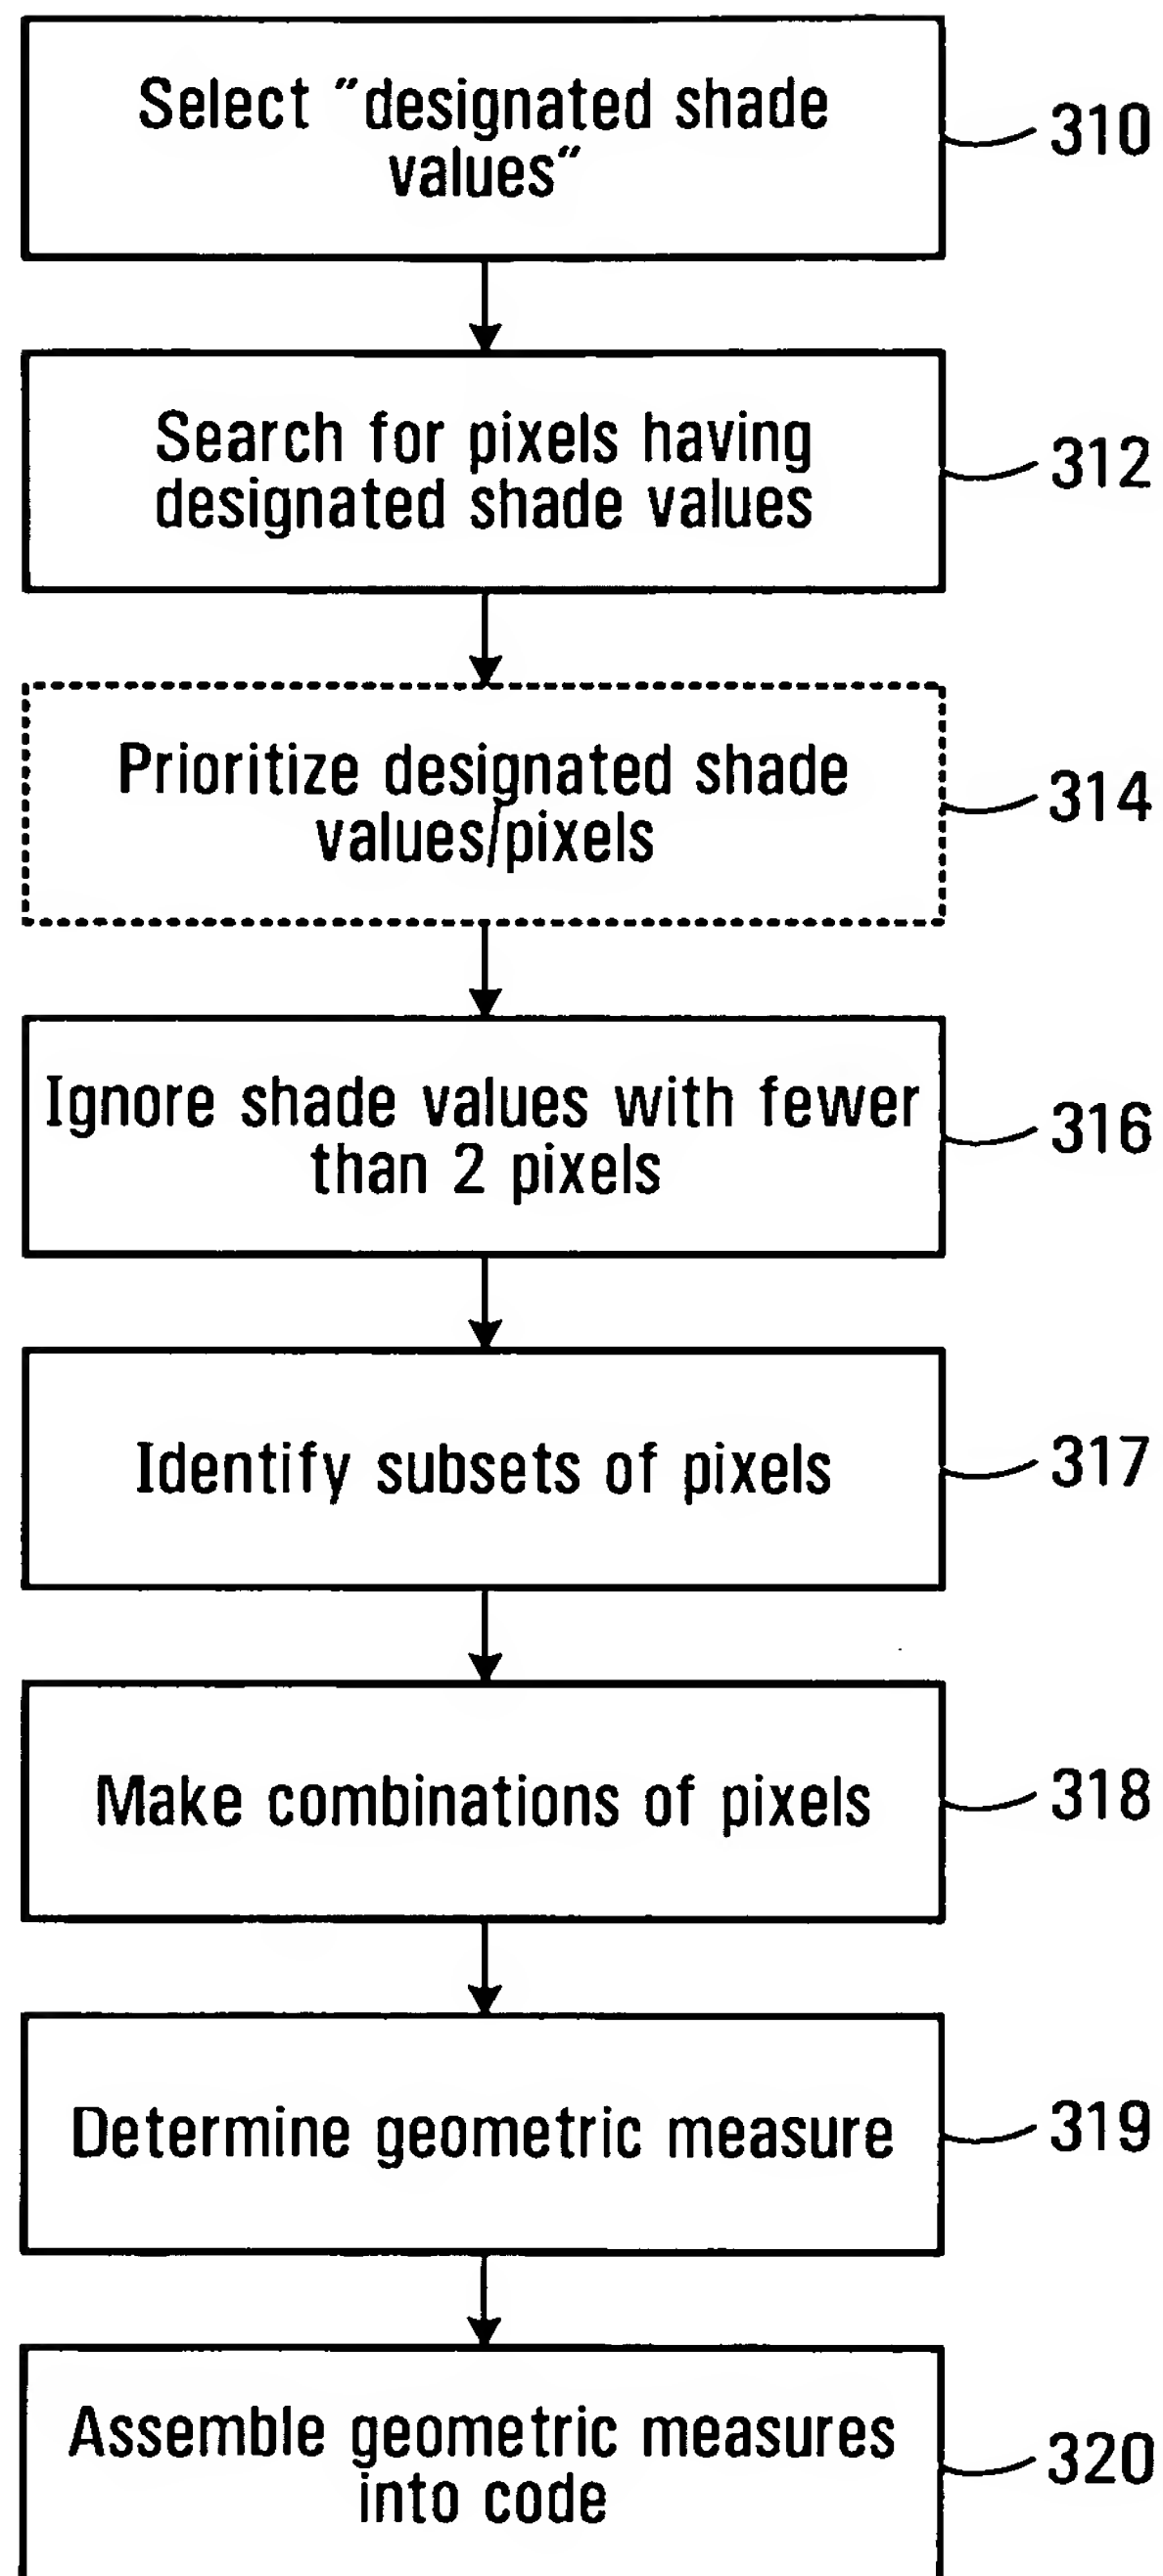 Select "designated shade
values"
310
Search for pixels having
designated shade values
312
Prioritize designated shade
values/pixels
314
Ignore shade values with fewer
than 2 pixels
316
Identify subsets of pixels
317
Make combinations of pixels
318
Determine geometric measure
319
Assemble geometric measures
into code
320